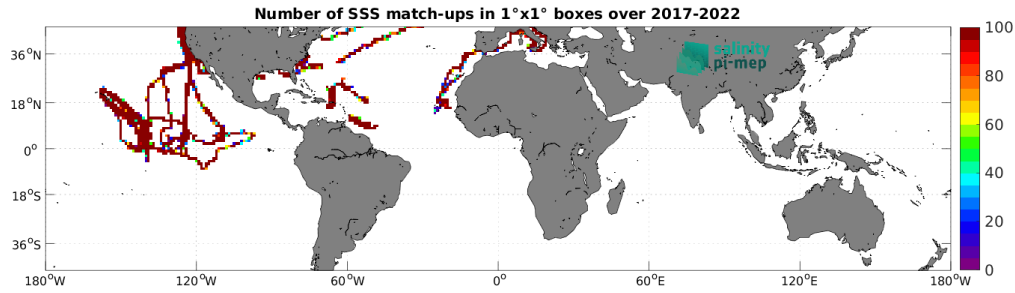 Number of SSS match-ups in 1°x1° boxes over 2017-2022
100
36°N
salinity
pi-mep
80
18°N
60
0°
40
18°S
20
36°S
0
180°W 120°W 60°W 0° 60°E 120°E 180°W